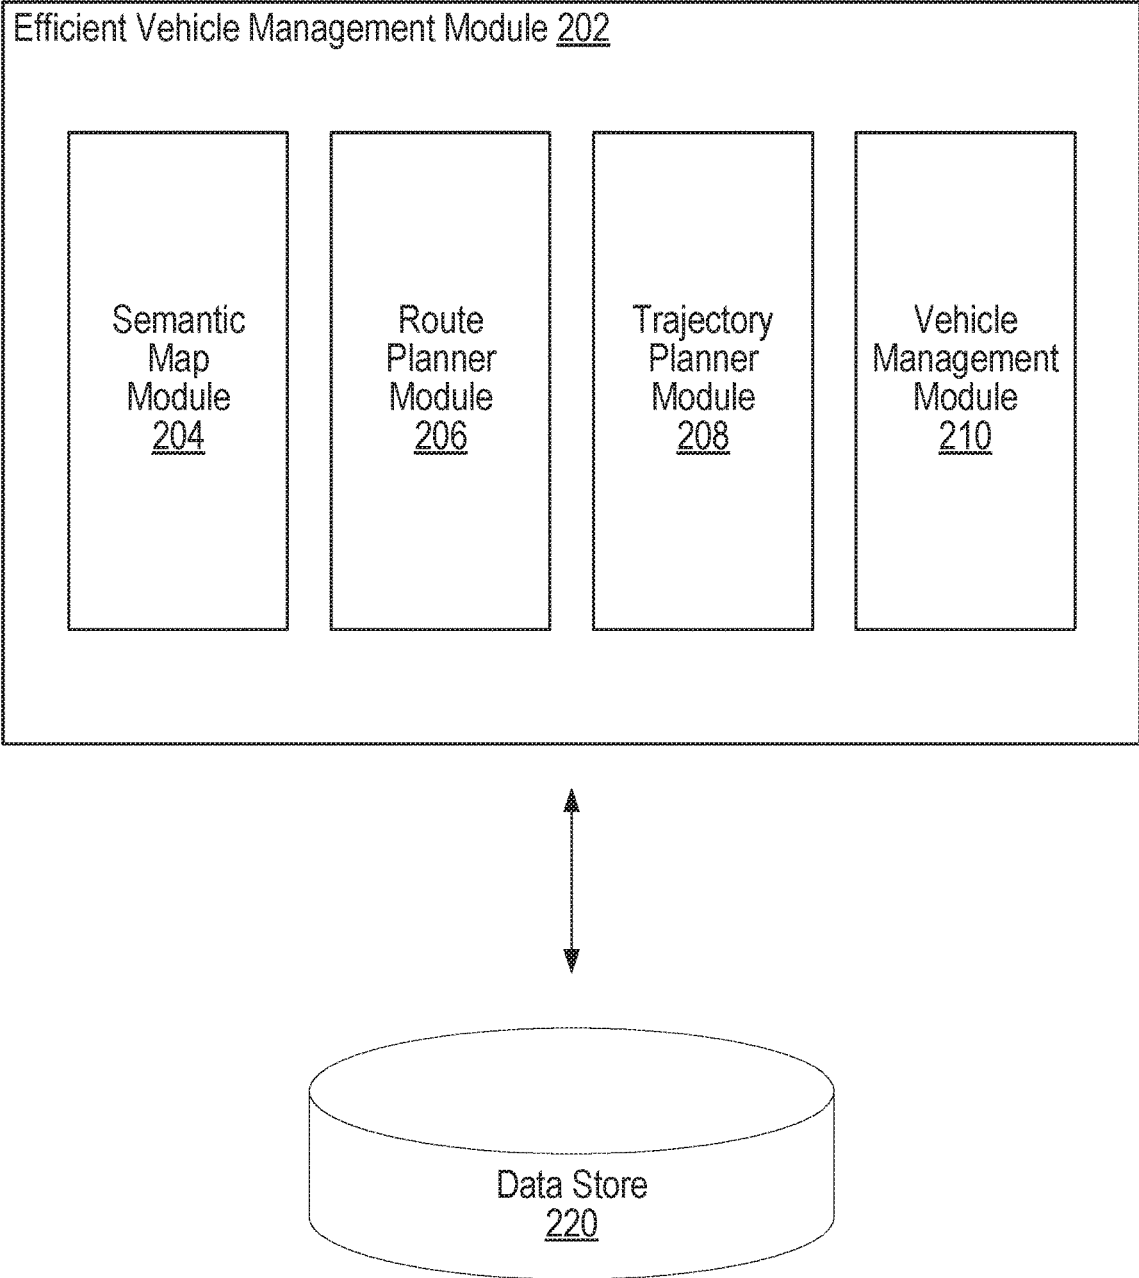 Efficient Vehicle Management Module 202
Semantic
Map
Module
204
Route
Planner
Module
206
Trajectory
Planner
Module
208
Vehicle
Management
Module
210
Data Store
220